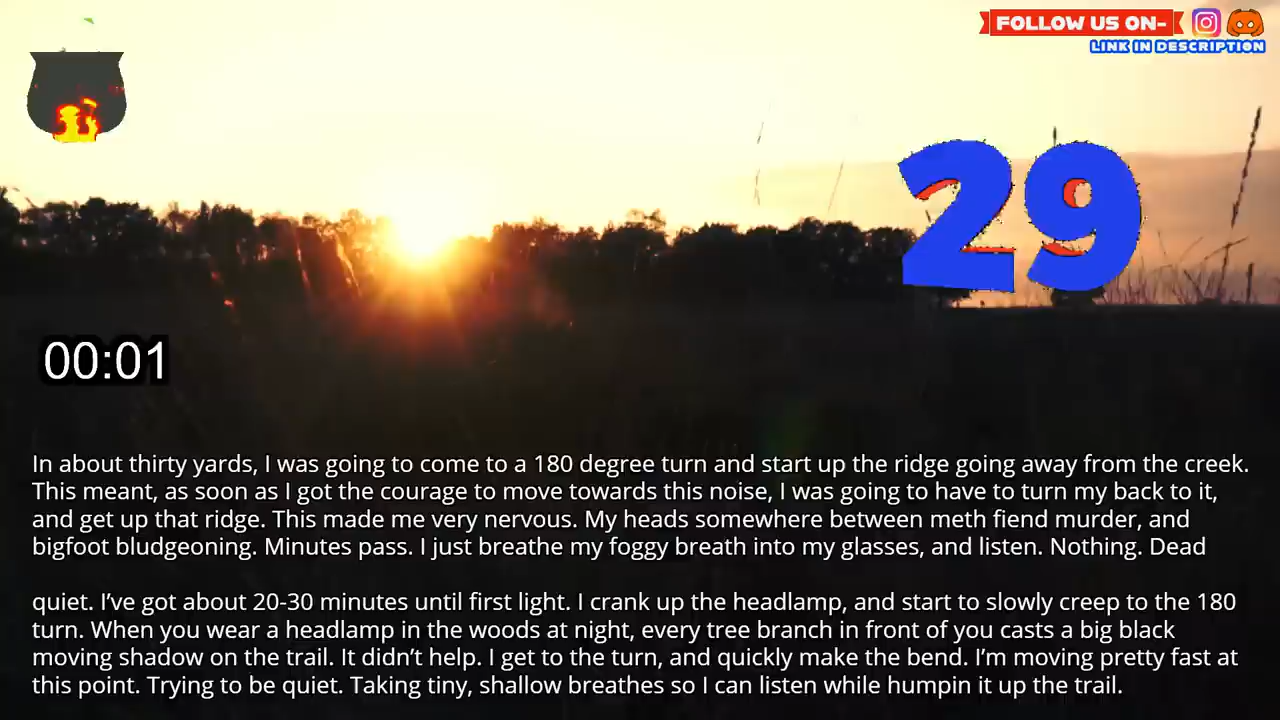 FOLLOW US ON-
LINK IN DESCRIPTION
29
00:01
In about thirty yards, I was going to come to a 180 degree turn and start up the ridge going away from the creek.
This meant, as soon as I got the courage to move towards this noise, I was going to have to turn my back to it,
and get up that ridge. This made me very nervous. My heads somewhere between meth fiend murder, and
bigfoot bludgeoning. Minutes pass. I just breathe my foggy breath into my glasses, and listen. Nothing. Dead
quiet. I’ve got about 20-30 minutes until first light. I crank up the headlamp, and start to slowly creep to the 180
turn. When you wear a headlamp in the woods at night, every tree branch in front of you casts a big black
moving shadow on the trail. It didn’t help. I get to the turn, and quickly make the bend. I’m moving pretty fast at
this point. Trying to be quiet. Taking tiny, shallow breathes so I can listen while humpin it up the trail.